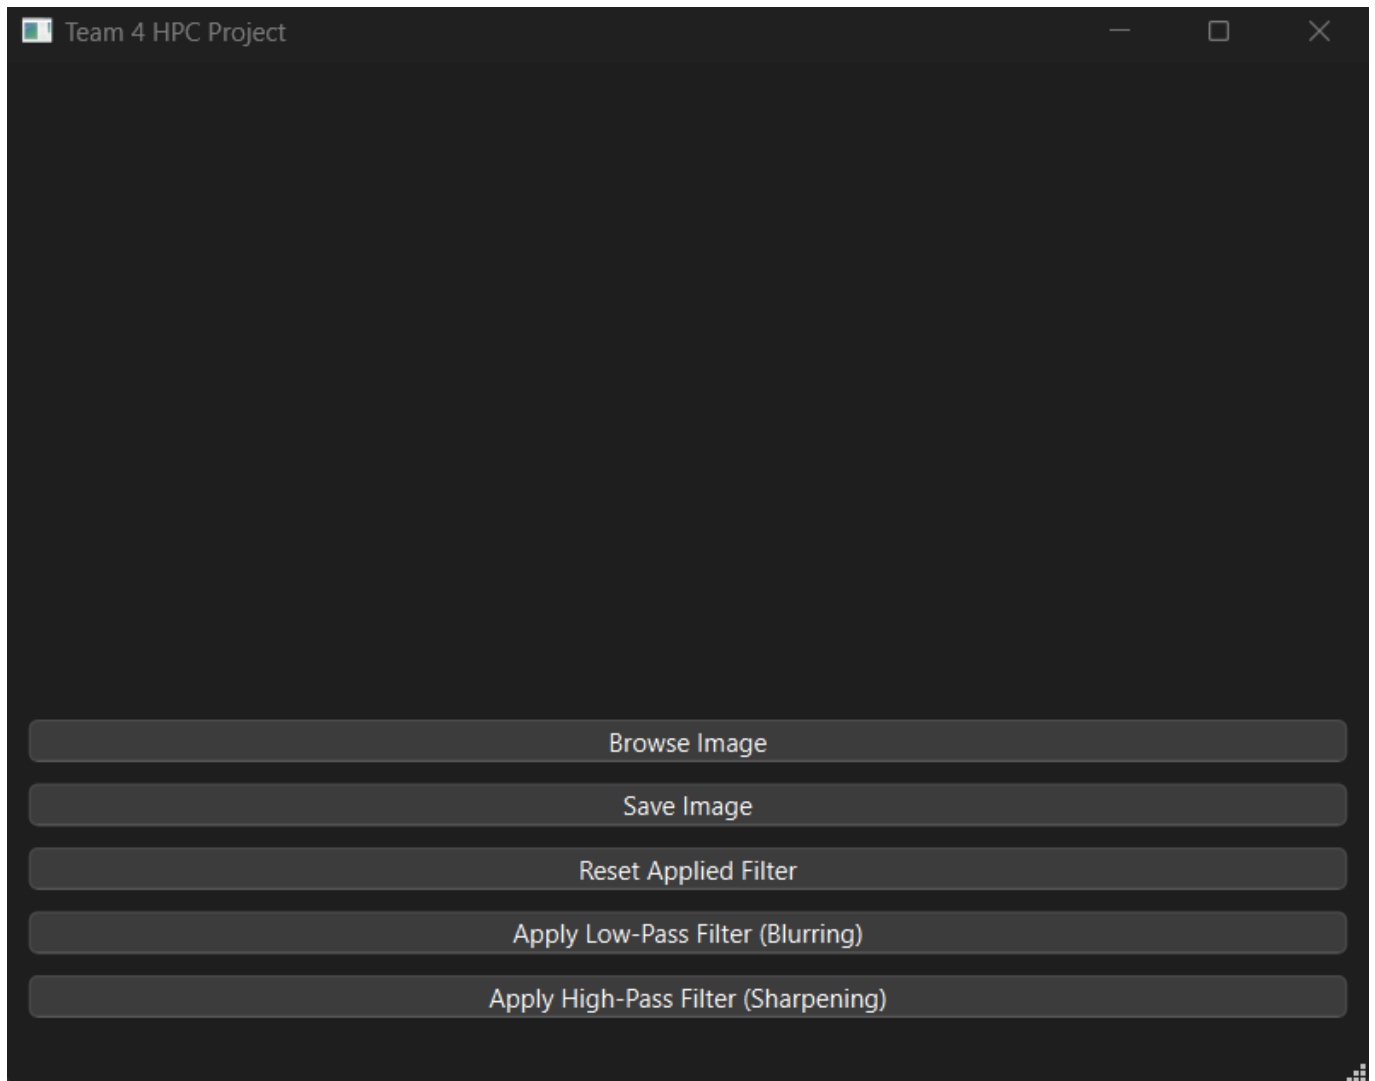 Team 4 HPC Project
Browse Image
Save Image
Reset Applied Filter
Apply Low-Pass Filter (Blurring)
Apply High-Pass Filter (Sharpening)